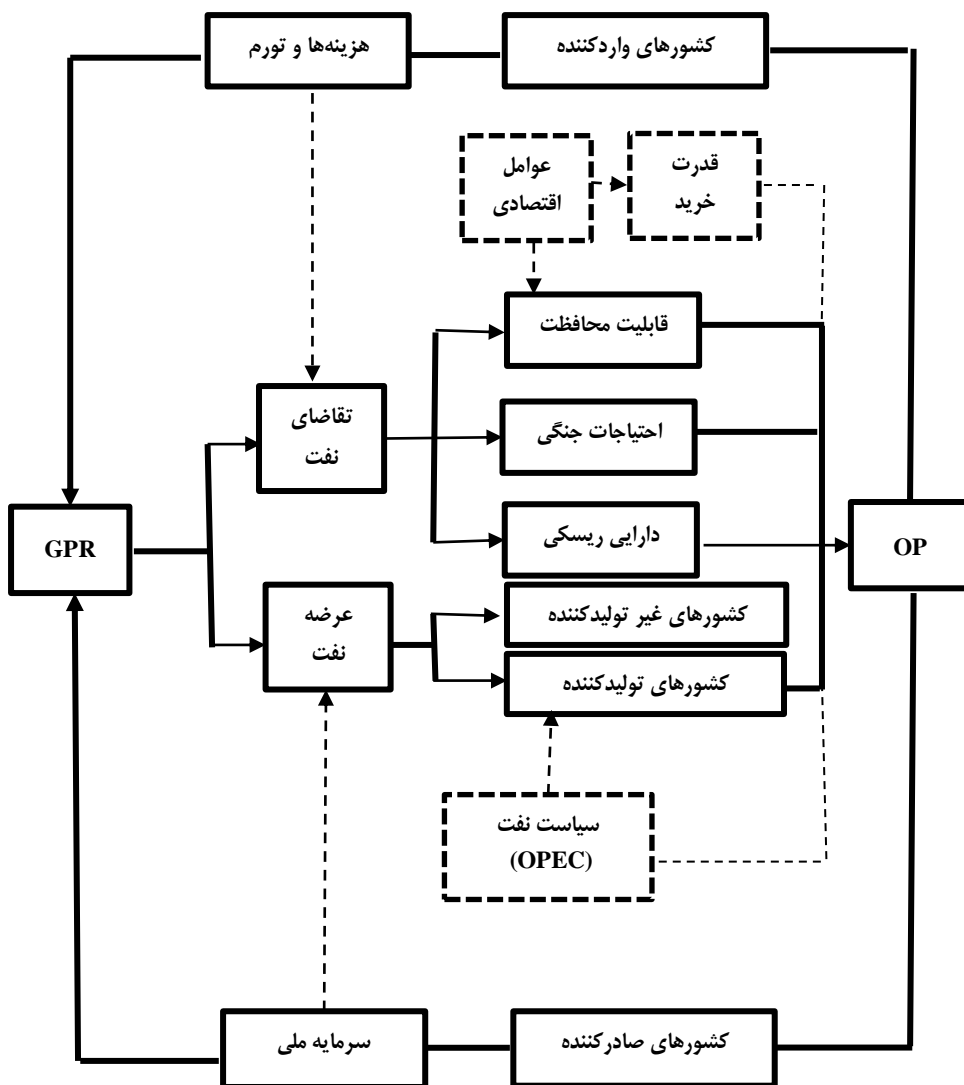 کشورهای واردکننده
هزینه‌ها و تورم
قدرت
خرید
عوامل
اقتصادی
قابلیت محافظت
تقاضای
نفت
احتیاجات جنگی
OP
دارایی ریسکی
GPR
کشورهای غیر تولیدکننده
عرضه
نفت
کشورهای تولیدکننده
سیاست نفت
(OPEC)
کشورهای صادرکننده
سرمایه ملی